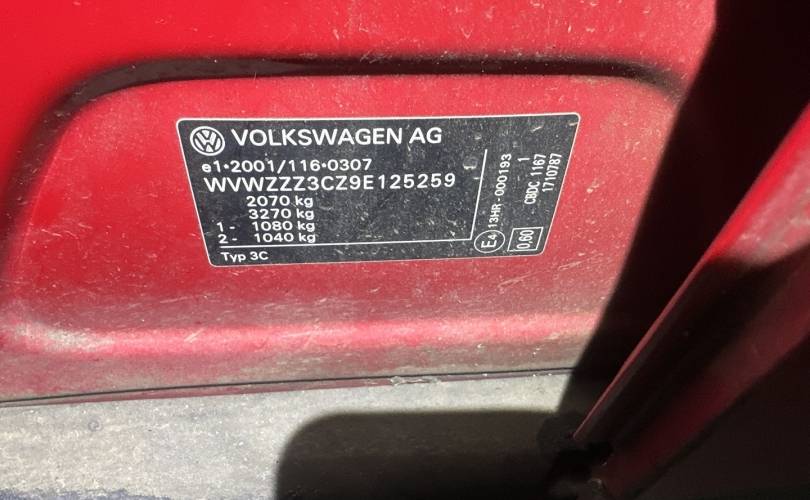 VOLKSWAGEN AG
e1*2001/116*0307
WVWZZZ3CZ9E125259
2070 kg
3270 kg
1 - 1080 kg
2 - 1040 kg
Typ 3C
E4
13HR - 000193
1
CBDC 1167
1710787
0.60